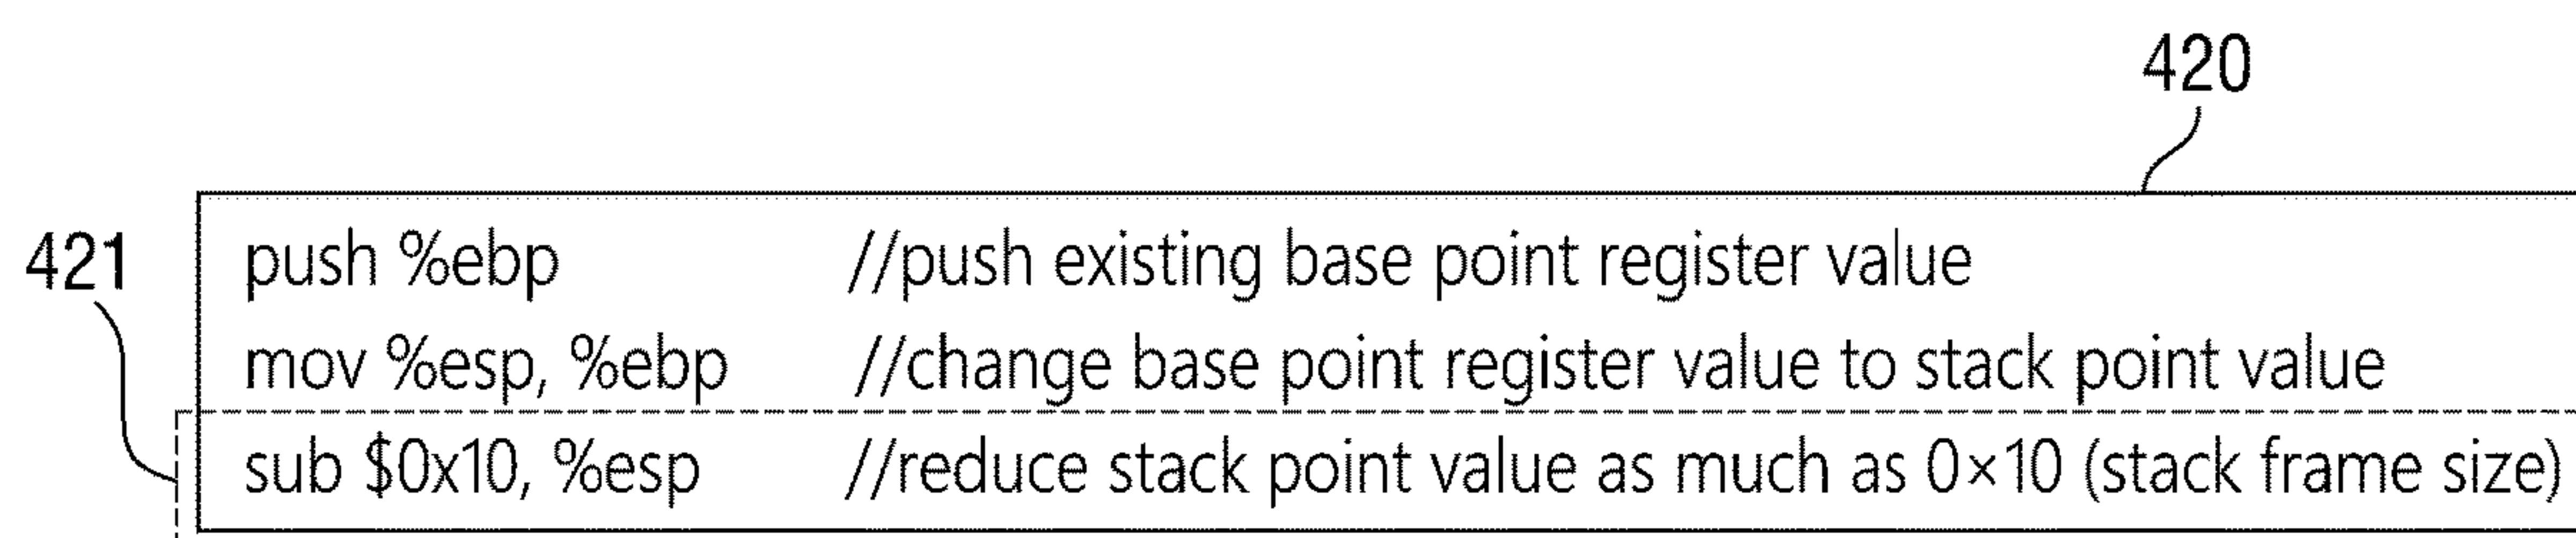 420
421
push %ebp //push existing base point register value
mov %esp, %ebp //change base point register value to stack point value
sub $0x10, %esp //reduce stack point value as much as 0×10 (stack frame size)